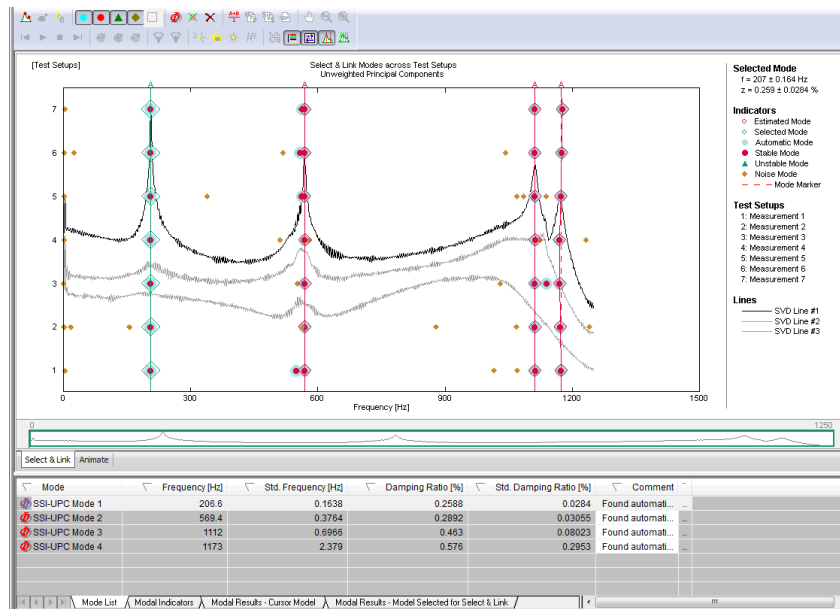 A+B
[Test Setups]
Select & Link Modes across Test Setups
Unweighted Principal Components
7
6
5
4
3
2
1
0
300
600
900
1200
1500
Frequency [Hz]
Selected Mode
f = 207 ± 0.164 Hz
z = 0.259 ± 0.0284 %
Indicators
Estimated Mode
Selected Mode
Automatic Mode
Stable Mode
Unstable Mode
Noise Mode
Mode Marker
Test Setups
1: Measurement 1
2: Measurement 2
3: Measurement 3
4: Measurement 4
5: Measurement 5
6: Measurement 6
7: Measurement 7
Lines
SVD Line #1
SVD Line #2
SVD Line #3
0 1250
Select & Link Animate
Mode Frequency [Hz] Std. Frequency [Hz] Damping Ratio [%] Std. Damping Ratio [%] Comment
SSI-UPC Mode 1 206.6 0.1638 0.2588 0.0284 Found automati... ..
SSI-UPC Mode 2 569.4 0.3764 0.2892 0.03055 Found automati... ..
SSI-UPC Mode 3 1112 0.6966 0.463 0.08023 Found automati... ..
SSI-UPC Mode 4 1173 2.379 0.576 0.2953 Found automati... ..
Mode List Modal Indicators Modal Results - Cursor Model Modal Results - Model Selected for Select & Link